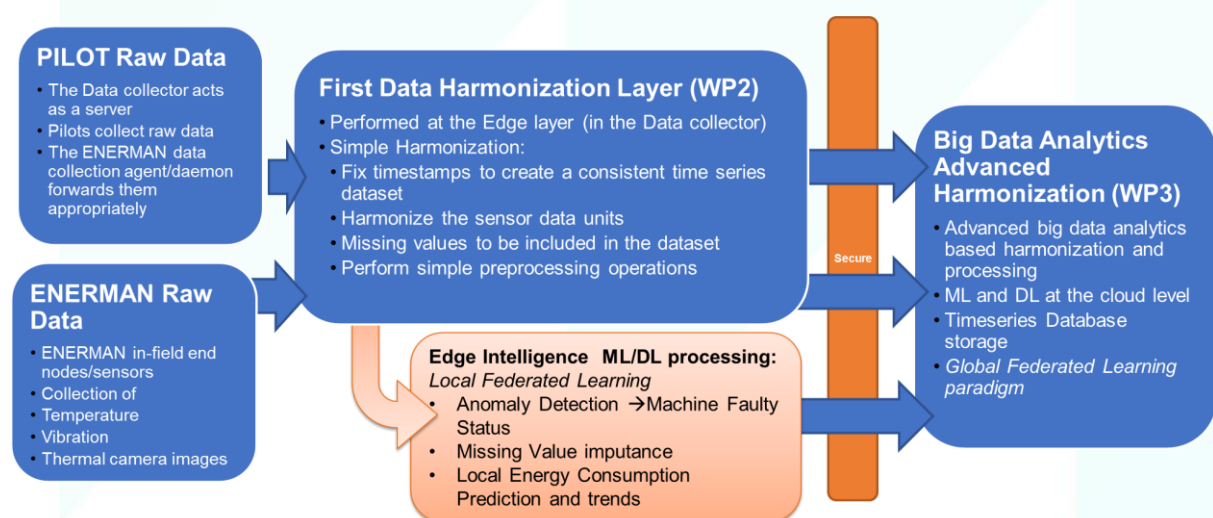 PILOT Raw Data
• The Data collector acts
as a server
• Pilots collect raw data
• The ENERMAN data
collection agent/daemon
forwards them
appropriately
ENERMAN Raw
Data
• ENERMAN in-field end
nodes/sensors
• Collection of
• Temperature
• Vibration
• Thermal camera images
First Data Harmonization Layer (WP2)
• Performed at the Edge layer (in the Data collector)
• Simple Harmonization:
• Fix timestamps to create a consistent time series
dataset
• Harmonize the sensor data units
• Missing values to be included in the dataset
• Perform simple preprocessing operations
Edge Intelligence ML/DL processing:
Local Federated Learning
• Anomaly Detection →Machine Faulty
Status
• Missing Value imputance
• Local Energy Consumption
Prediction and trends
Secure
Big Data Analytics
Advanced
Harmonization (WP3)
• Advanced big data analytics
based harmonization and
processing
• ML and DL at the cloud level
• Timeseries Database
storage
• Global Federated Learning
paradigm